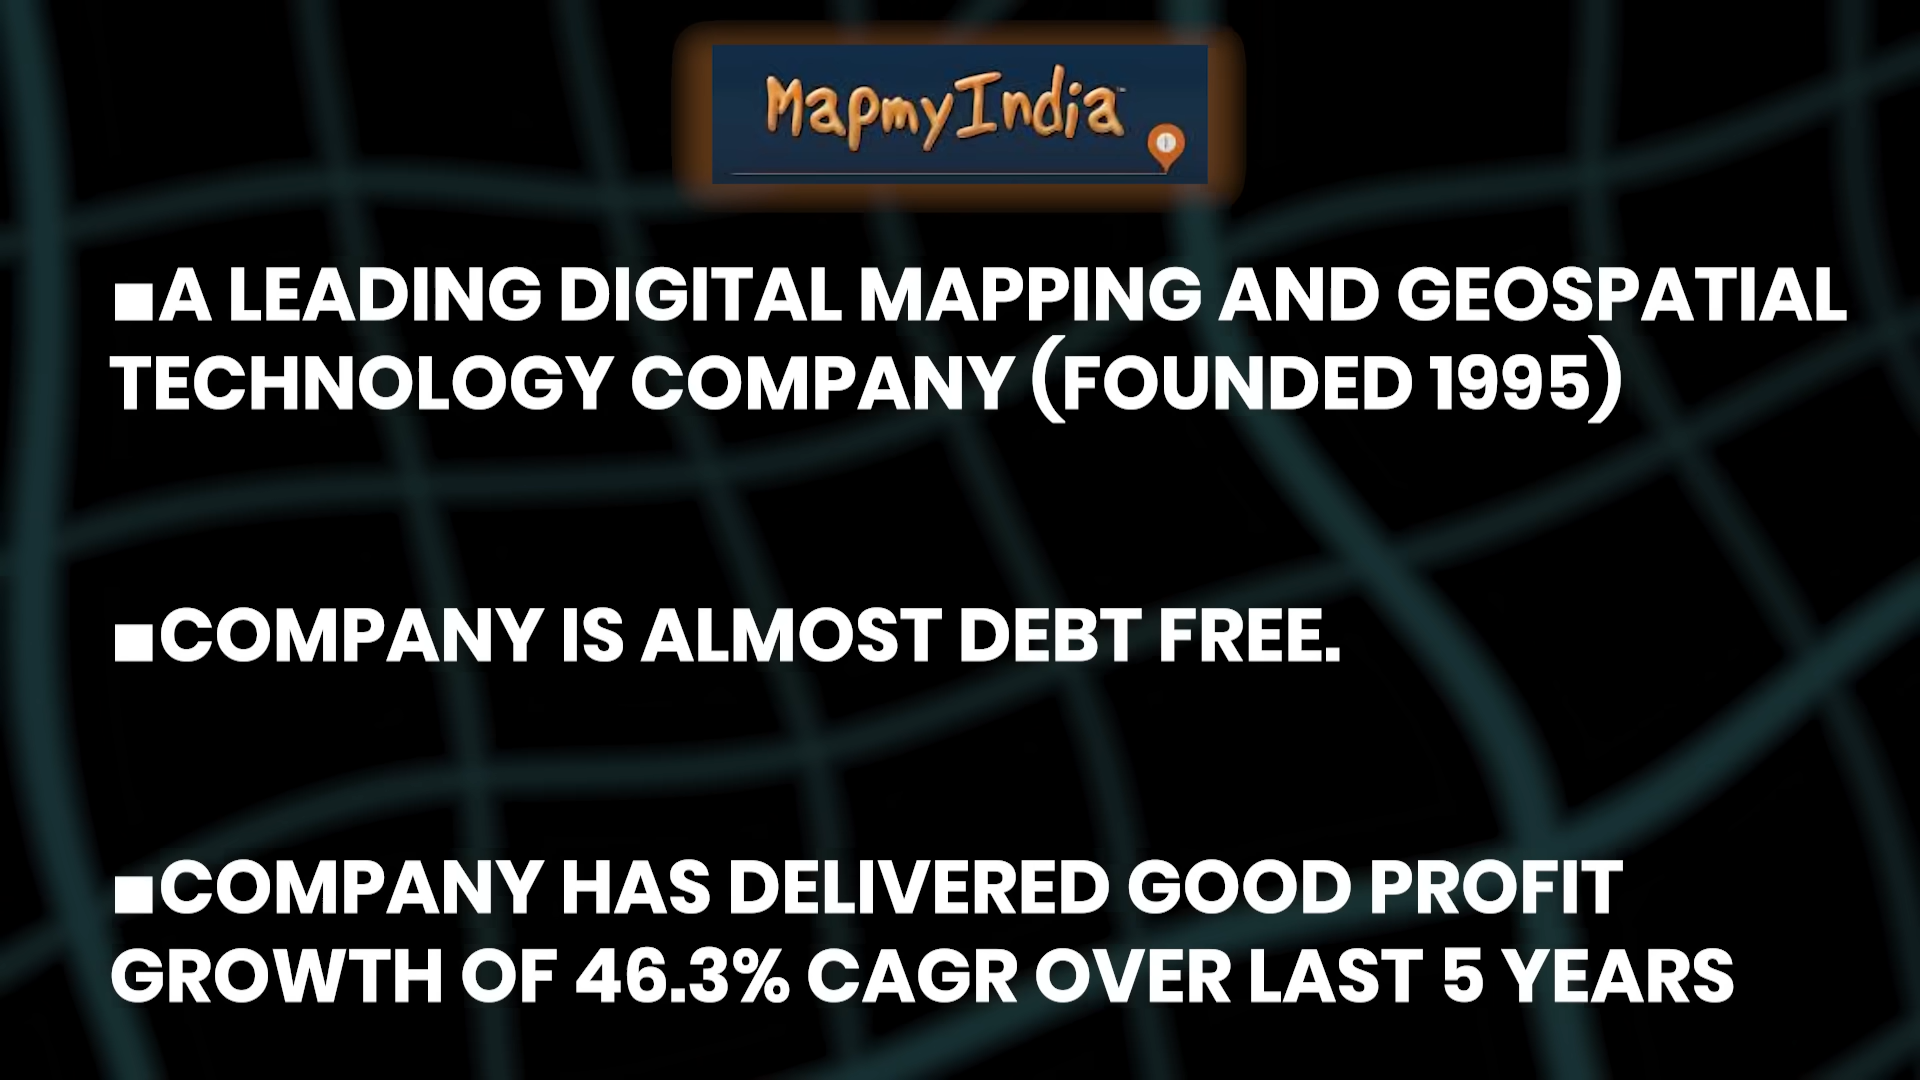 MapmyIndia™
■A LEADING DIGITAL MAPPING AND GEOSPATIAL
TECHNOLOGY COMPANY (FOUNDED 1995)
■COMPANY IS ALMOST DEBT FREE.
■COMPANY HAS DELIVERED GOOD PROFIT
GROWTH OF 46.3% CAGR OVER LAST 5 YEARS